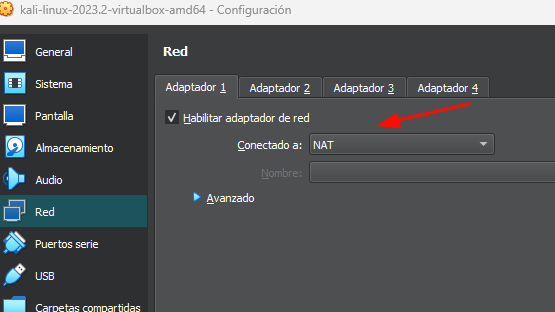 kali-linux-2023.2-virtualbox-amd64 - Configuración
General
Sistema
Pantalla
Almacenamiento
Audio
Red
Puertos serie
USB
Carpetas compartidas
Red
Adaptador 1 Adaptador 2 Adaptador 3 Adaptador 4
Habilitar adaptador de red
Conectado a: NAT
Nombre:
Avanzado